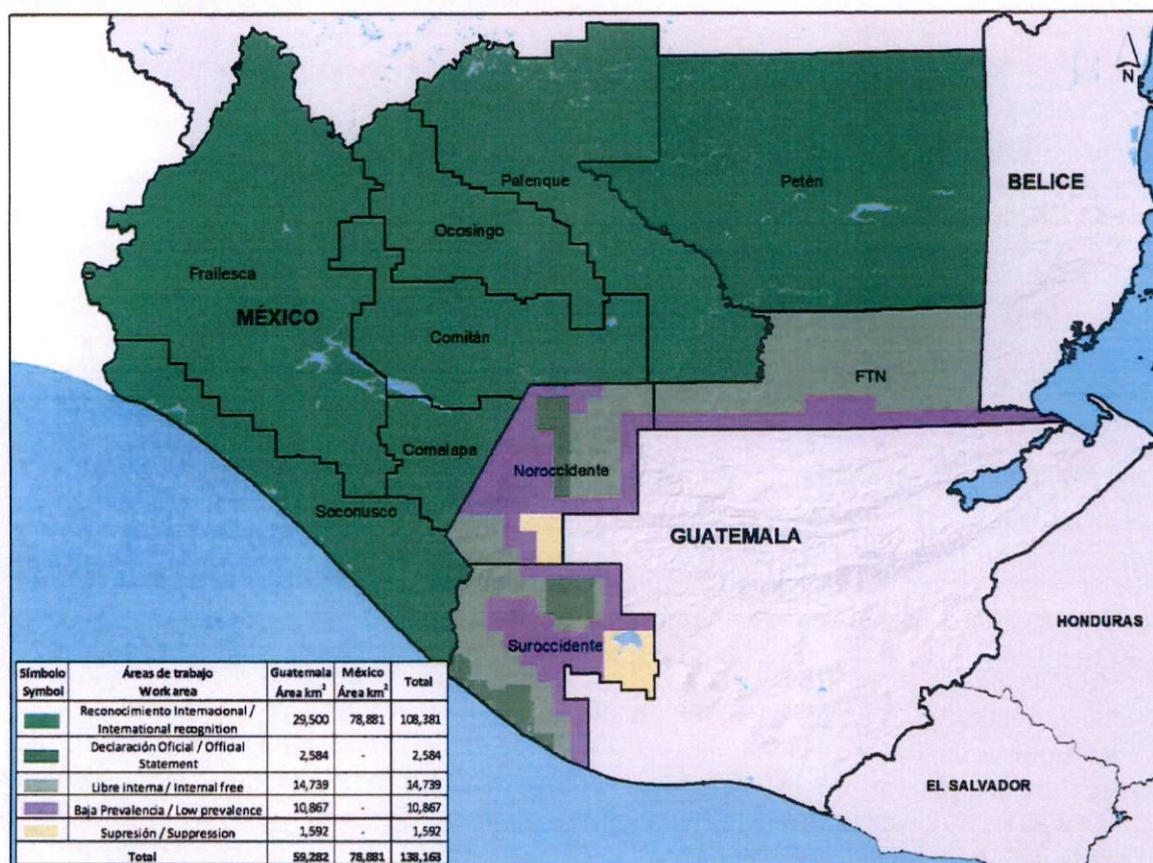 N
Palenque
Petén
BELICE
Ocosingo
Frailesca
MÉXICO
Comitán
FTN
Comalapa
Noroccidente
Soconusco
GUATEMALA
HONDURAS
Suroccidente
EL SALVADOR
Símbolo Áreas de trabajo Guatemala México Total
Symbol Work area Área km² Área km²
Reconocimiento Internacional / 29,500 78,881 108,381
International recognition
Declaración Oficial / Official 2,584 - 2,584
Statement
Libre interna / Internal free 14,739 14,739
Baja Prevalencia / Low prevalence 10,867 - 10,867
Supresión / Suppression 1,592 - 1,592
Total 59,282 78,881 138,163